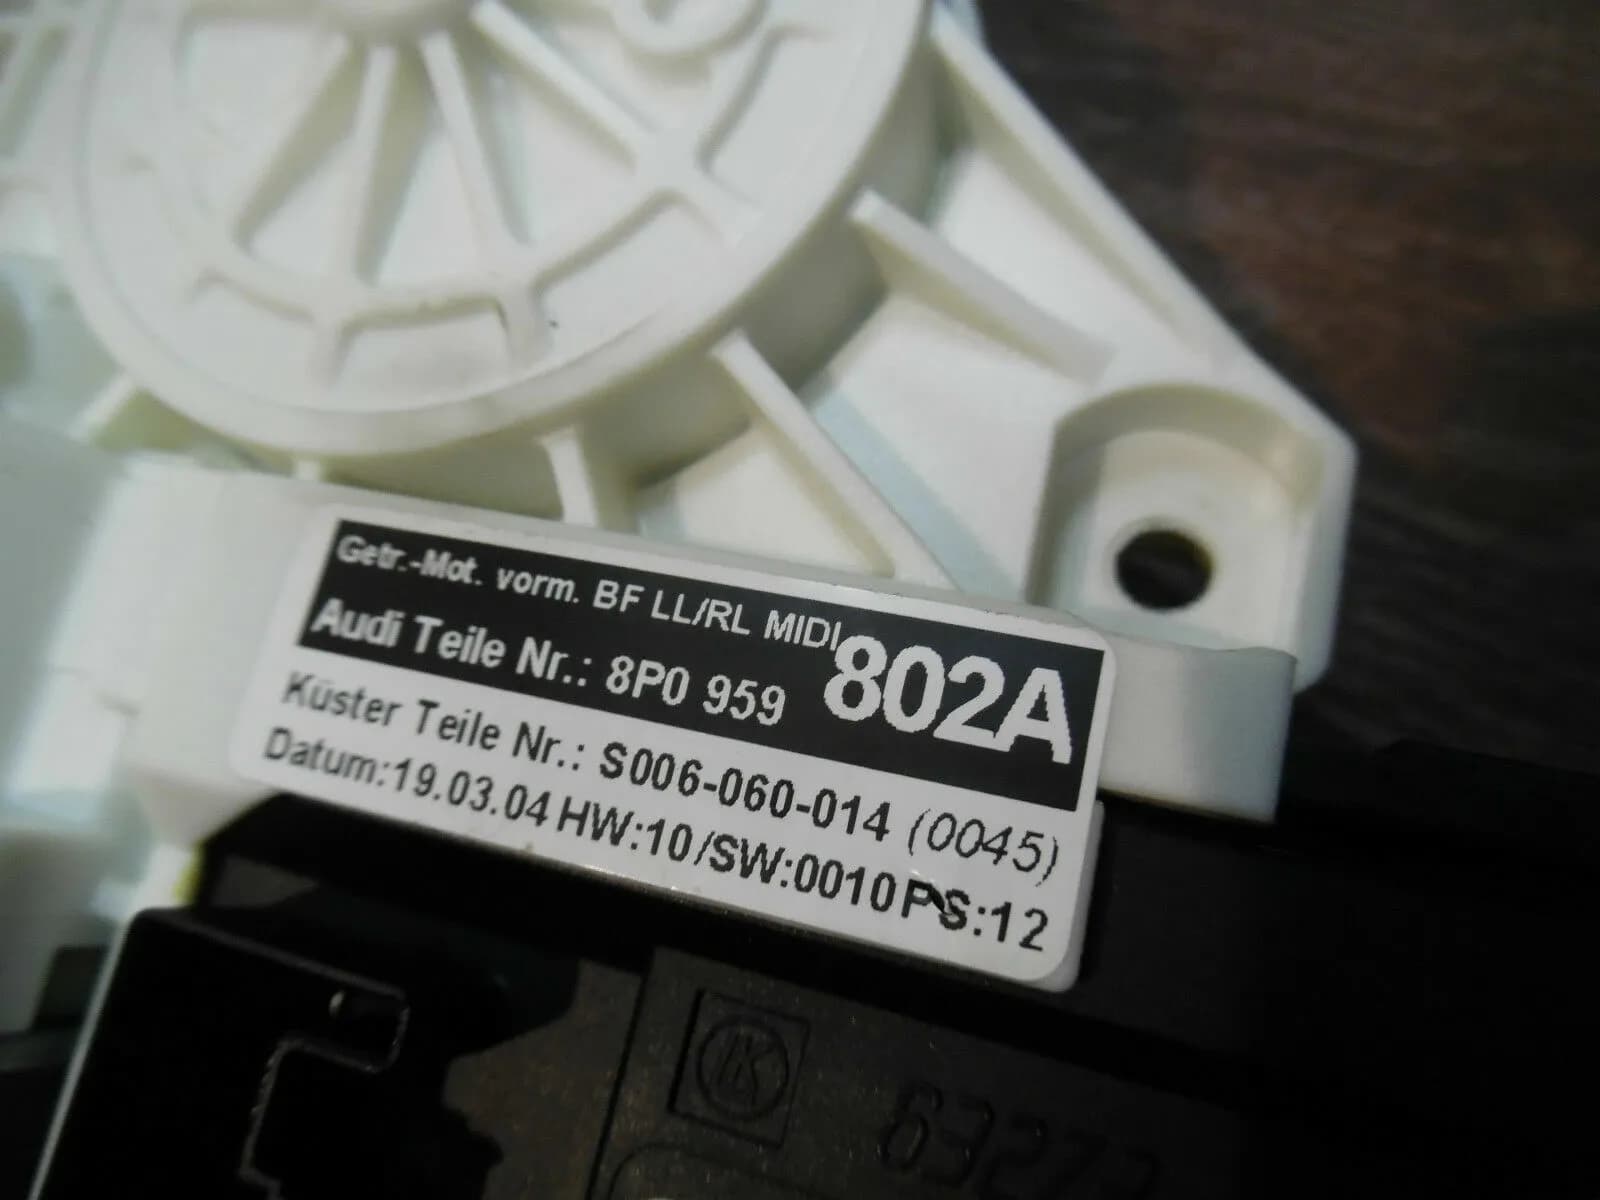 Getr.-Mot. vorm. BF LL/RL MIDI
Audi Teile Nr.: 8P0 959 802A
Küster Teile Nr.: S006-060-014 (0045)
Datum:19.03.04 HW:10/SW:0010PS:12